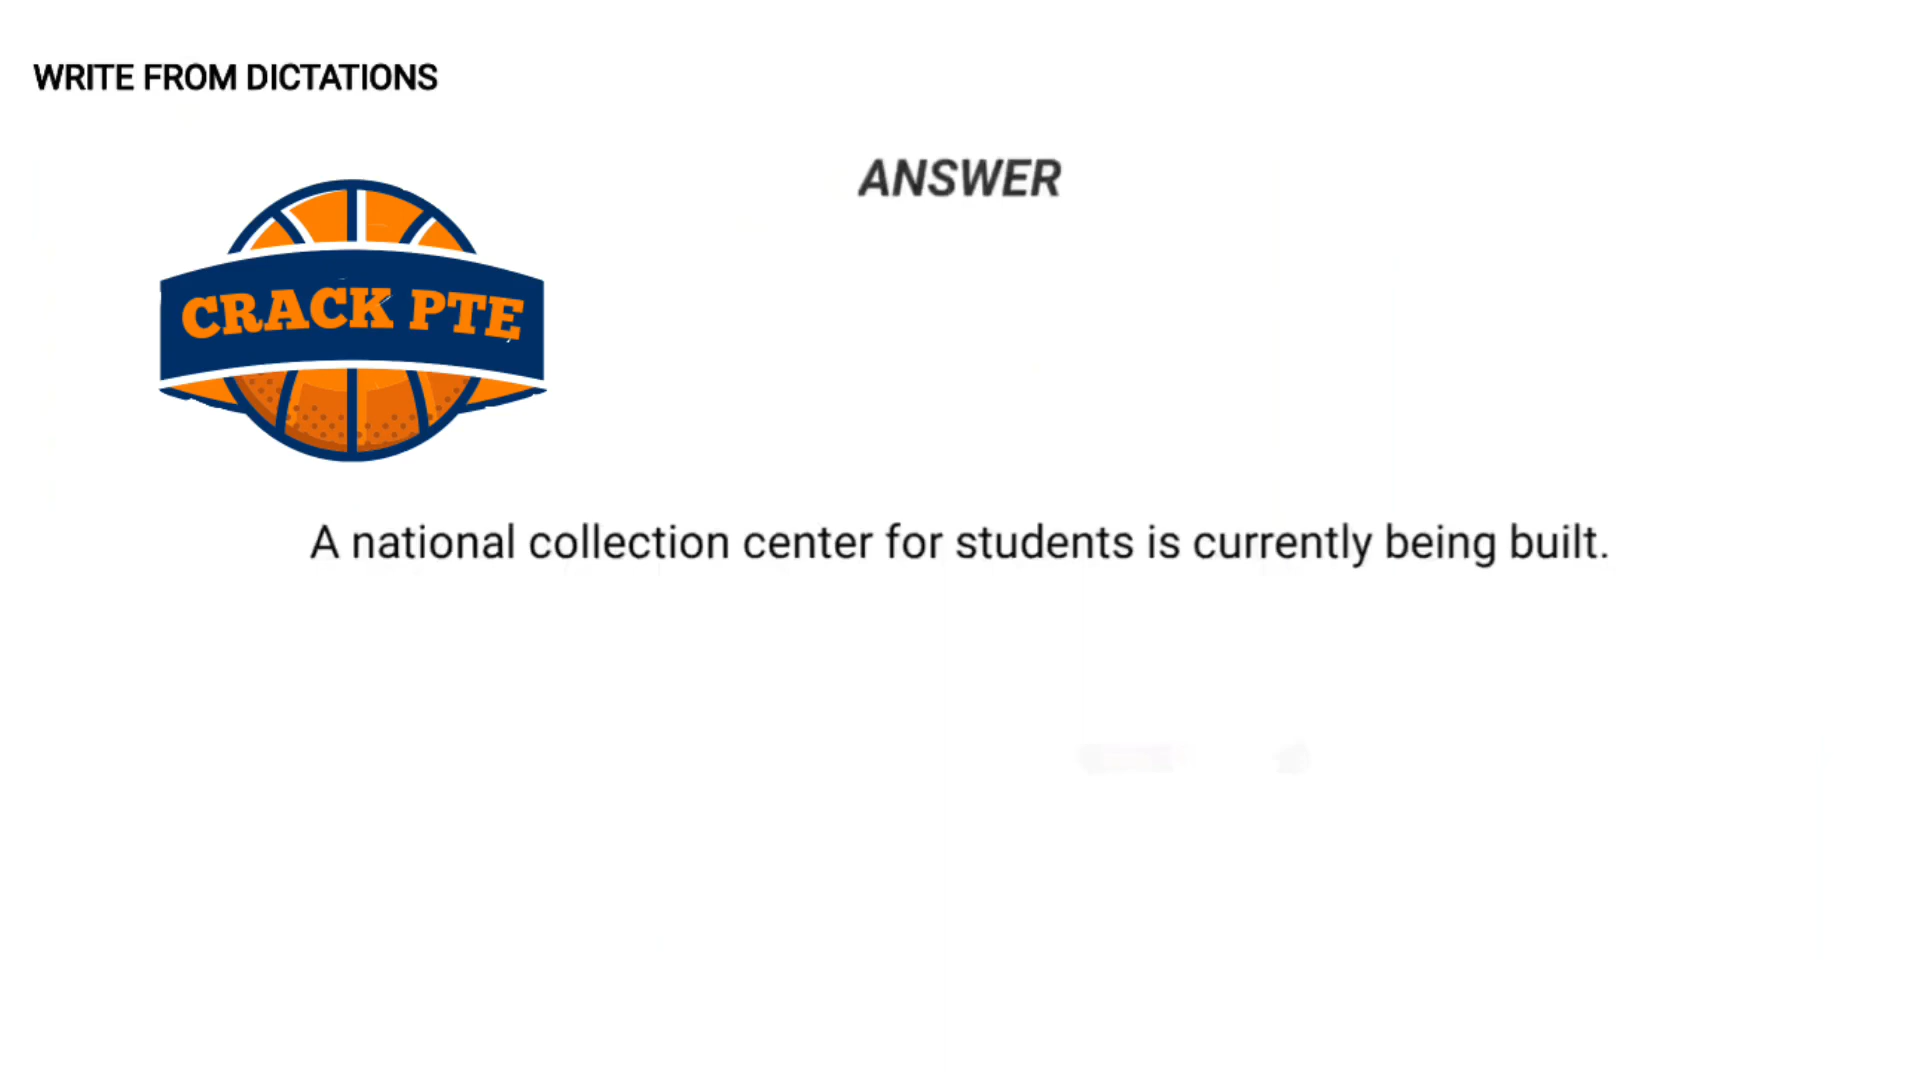 WRITE FROM DICTATIONS
ANSWER
CRACK PTE
A national collection center for students is currently being built.